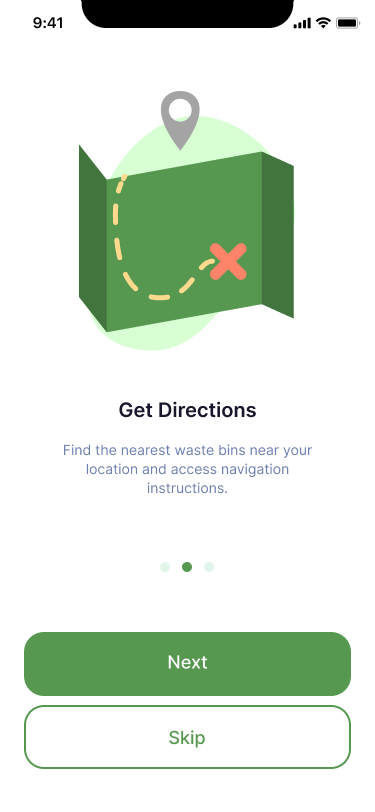 9:41
Get Directions
Find the nearest waste bins near your
location and access navigation
instructions.
Next
Skip